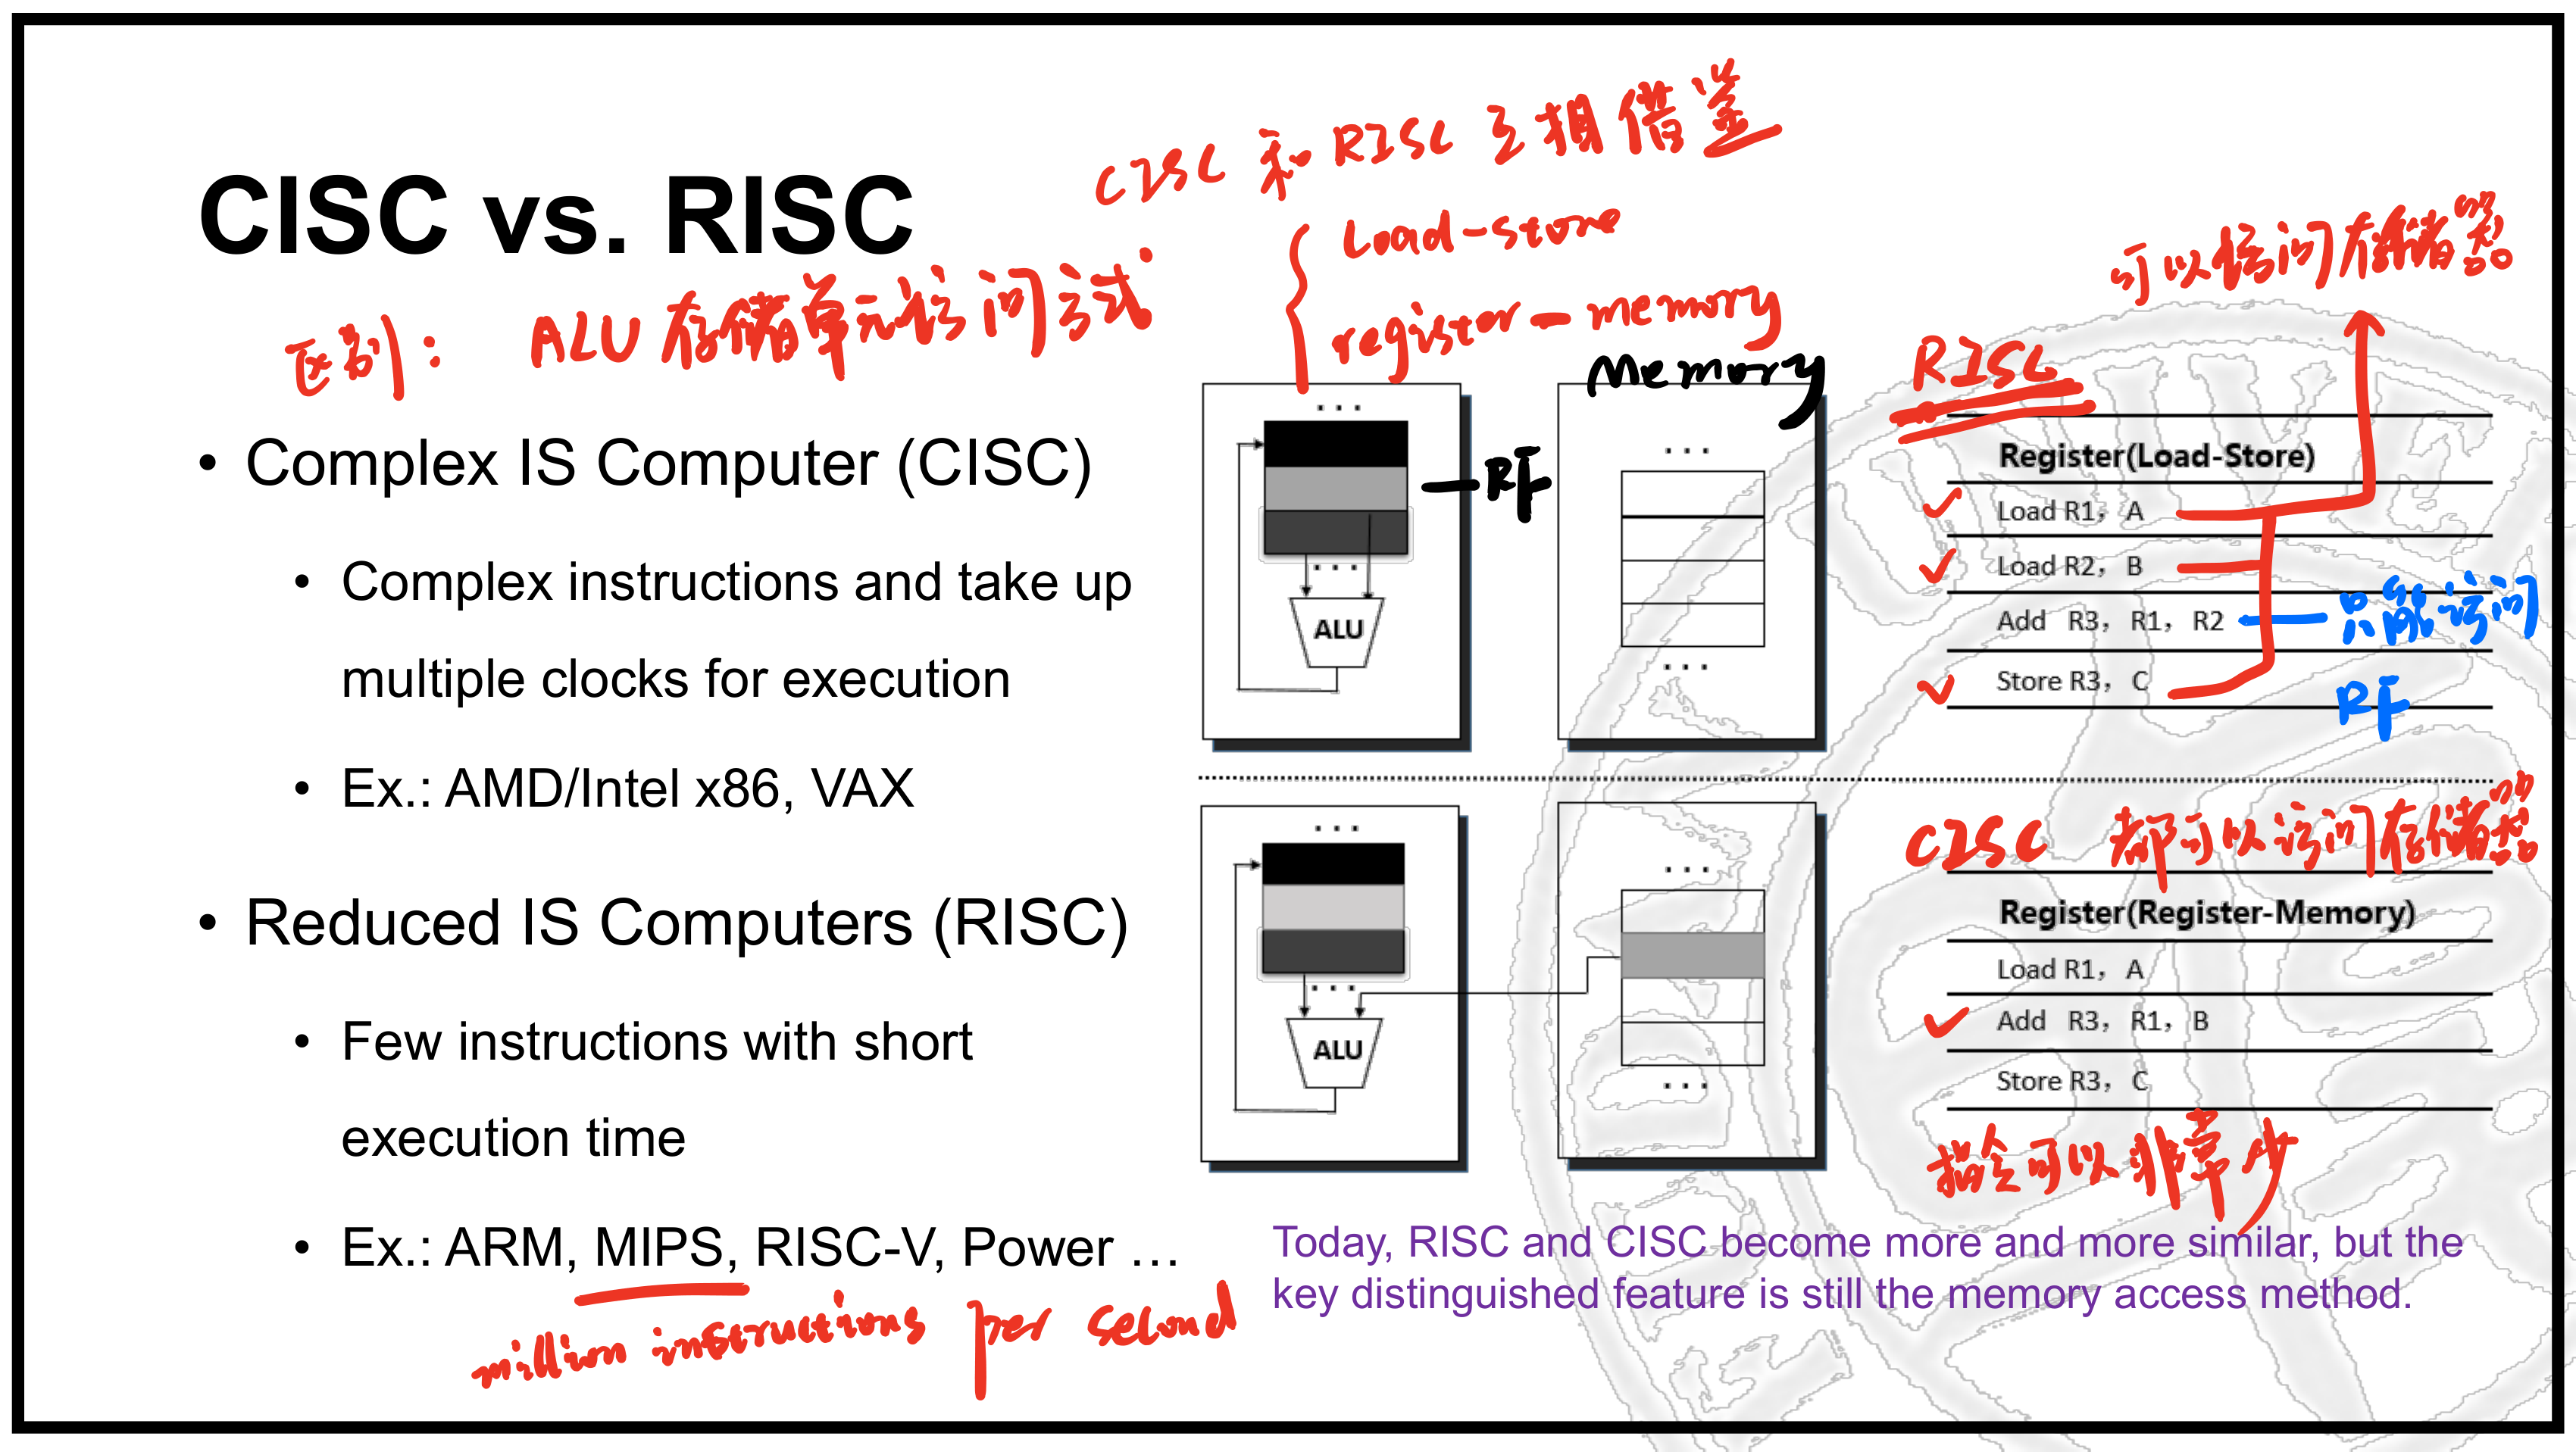 CISC 和 RISC 互相借鉴
CISC vs. RISC
区别： ALU 存储单元访问方式
Load-store
register-memory
可以访问存储器
• Complex IS Computer (CISC)
• Complex instructions and take up
multiple clocks for execution
• Ex.: AMD/Intel x86, VAX
• Reduced IS Computers (RISC)
• Few instructions with short
execution time
• Ex.: ARM, MIPS, RISC-V, Power …
million instructions per second
...
RF
...
ALU
Memory
...
...
RISC
Register(Load-Store)
Load R1, A
Load R2, B
Add R3, R1, R2
只能访问
RF
Store R3, C
...
...
ALU
...
...
CISC 都可以访问存储器
Register(Register-Memory)
Load R1, A
Add R3, R1, B
Store R3, C
指令可以非常少
Today, RISC and CISC become more and more similar, but the
key distinguished feature is still the memory access method.